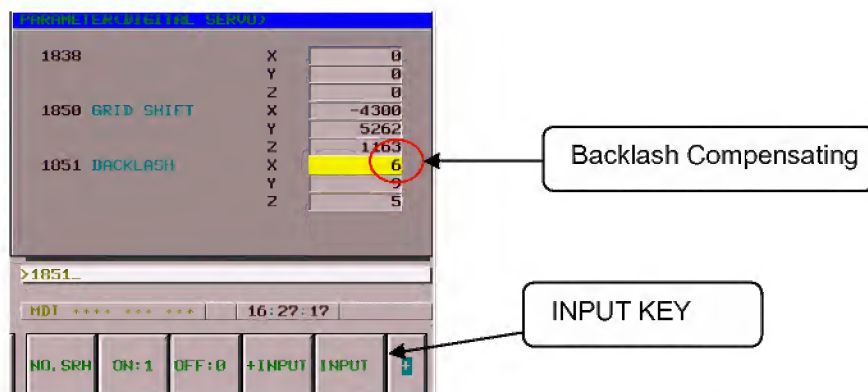 PARAMETER(DIGITAL SERVO)
1838 X 0
Y 0
Z 0
1850 GRID SHIFT X -4300
Y 5262
Z 1163
1851 BACKLASH X 6
Y 9
Z 5
Backlash Compensating
>1851_
MDI **** *** *** 16:27:17
INPUT KEY
NO.SRH ON:1 OFF:0 +INPUT INPUT +